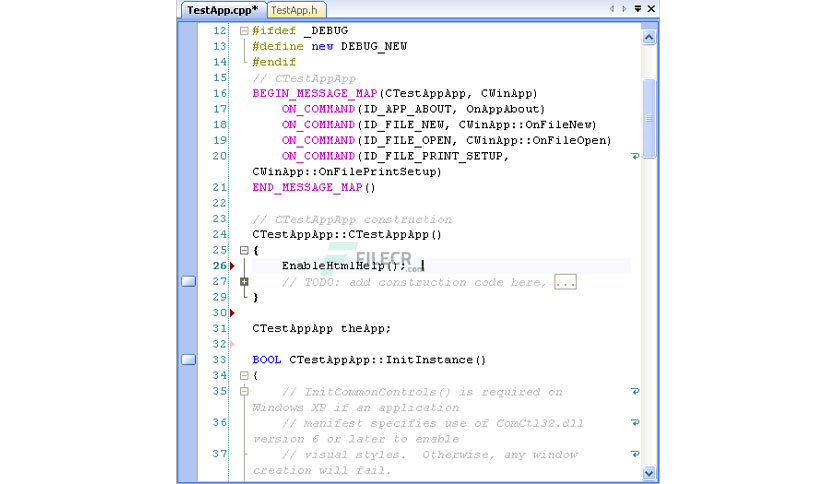 TestApp.cpp* TestApp.h
12 #ifdef _DEBUG
13 #define new DEBUG_NEW
14 #endif
15 // CTestAppApp
16 BEGIN_MESSAGE_MAP(CTestAppApp, CWinApp)
17 ON_COMMAND(ID_APP_ABOUT, OnAppAbout)
18 ON_COMMAND(ID_FILE_NEW, CWinApp::OnFileNew)
19 ON_COMMAND(ID_FILE_OPEN, CWinApp::OnFileOpen)
20 ON_COMMAND(ID_FILE_PRINT_SETUP,
CWinApp::OnFilePrintSetup)
21 END_MESSAGE_MAP()
22
23 // CTestAppApp construction
24 CTestAppApp::CTestAppApp()
25 {
FILECR
.com
26 EnableHtmlHelp();
27 // TODO: add construction code here, ...
29 }
30
31 CTestAppApp theApp;
32
33 BOOL CTestAppApp::InitInstance()
34 {
35 // InitCommonControls() is required on
Windows XP if an application
36 // manifest specifies use of ComCtl32.dll
version 6 or later to enable
37 // visual styles.  Otherwise, any window
creation will fail.